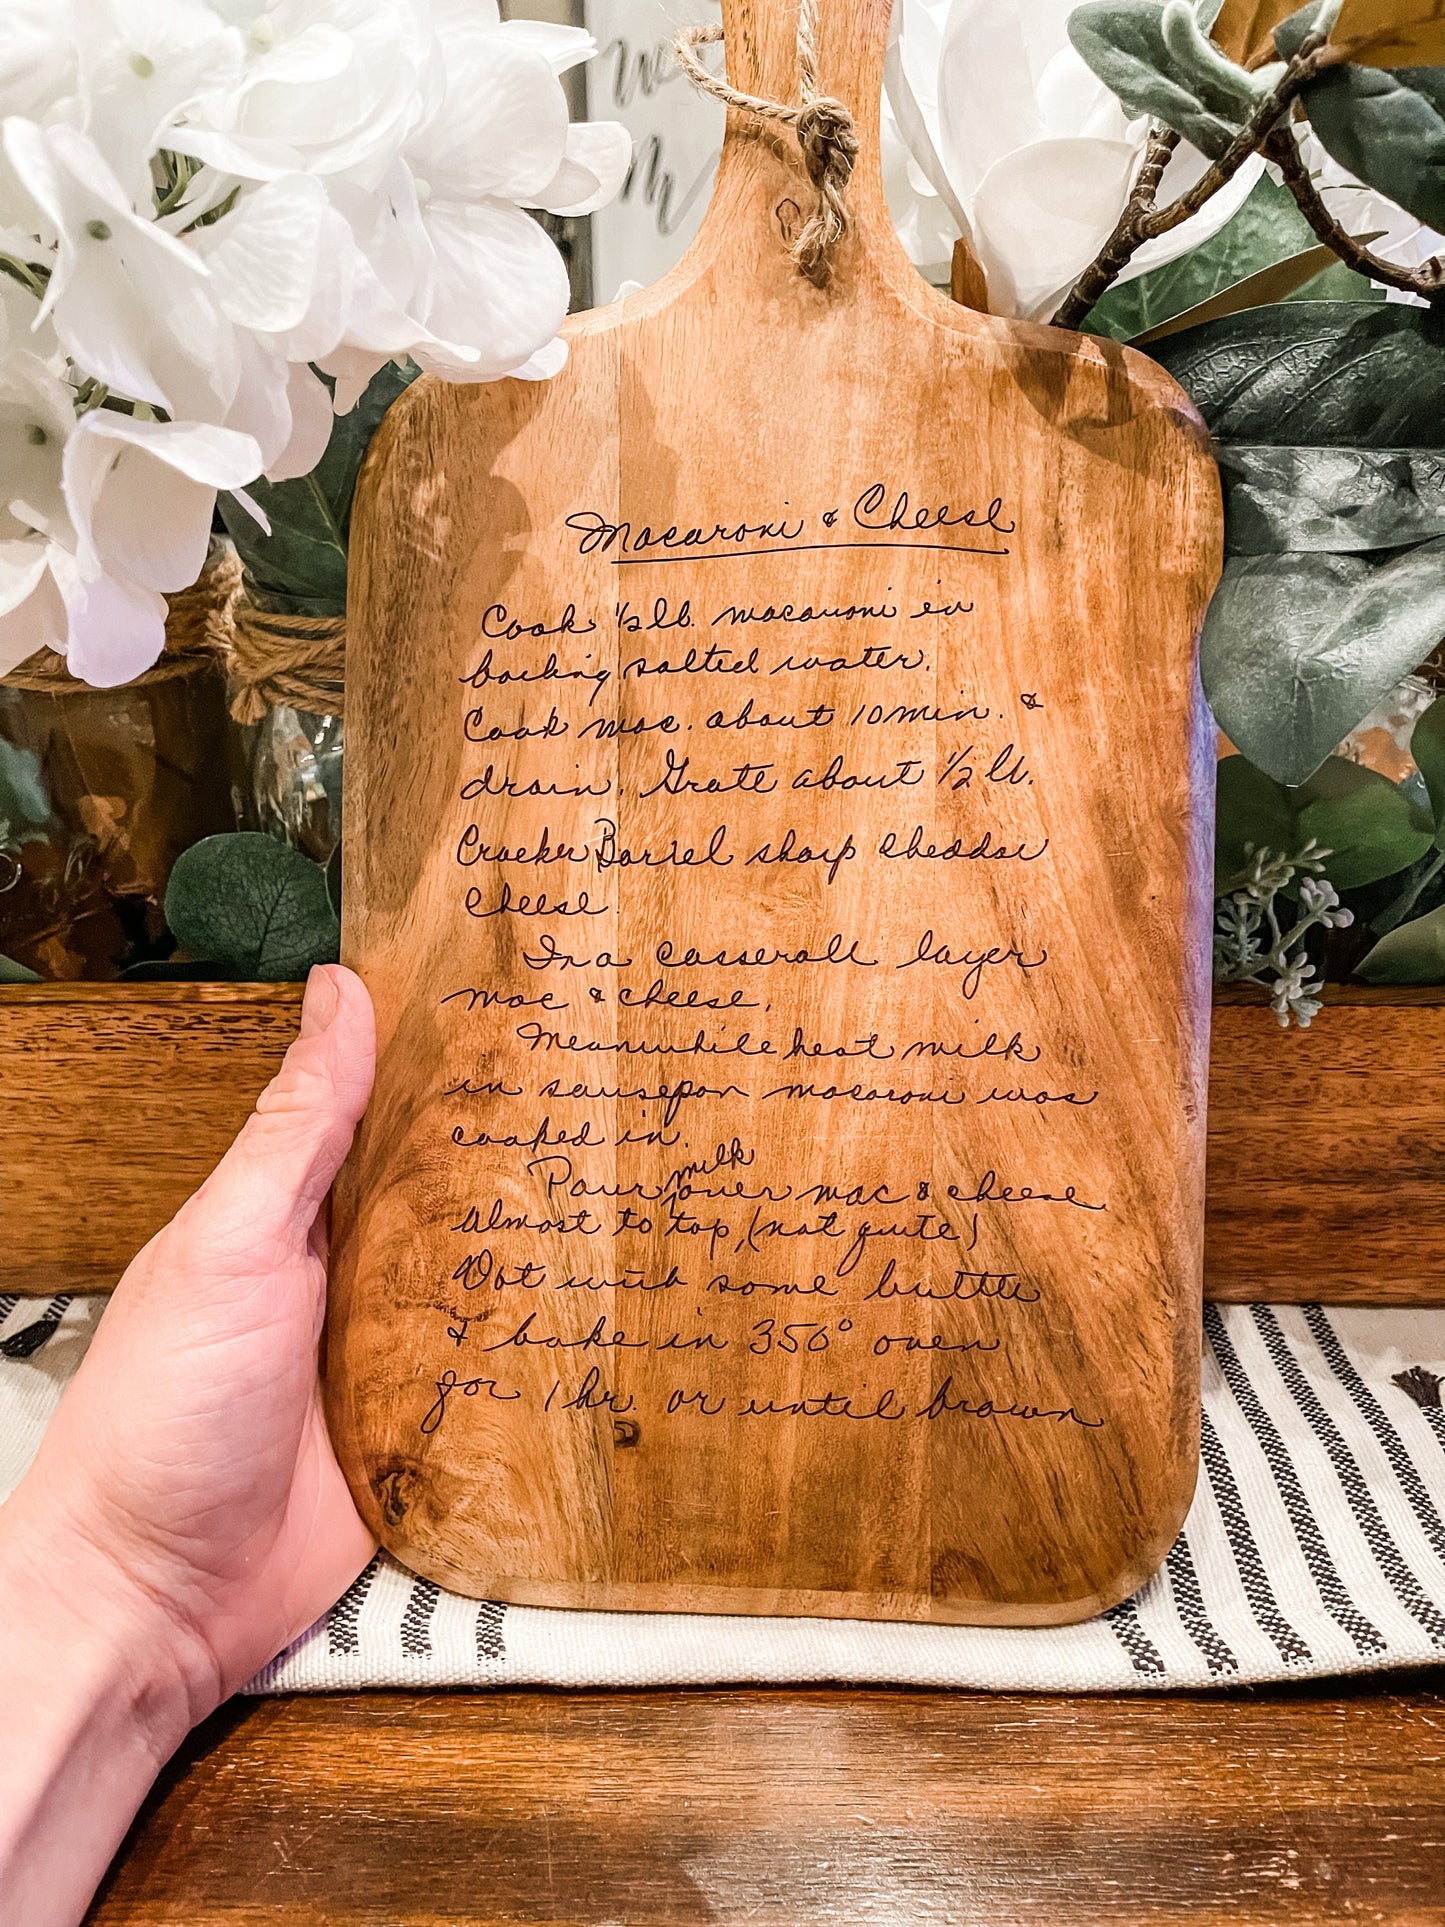 Macaroni & Cheese
Cook 1/2 lb. macaroni in
boiling salted water.
Cook mac. about 10 min. &
drain. Grate about 1/2 lb.
Cracker Barrel sharp cheddar
cheese.
In a casseroll layer
mac & cheese.
Meanwhile heat milk
in sausepan macaroni was
cooked in.
milk
Pour over mac & cheese
almost to top, (not quite)
Dot with some butter
& bake in 350° oven
for 1 hr. or until brown